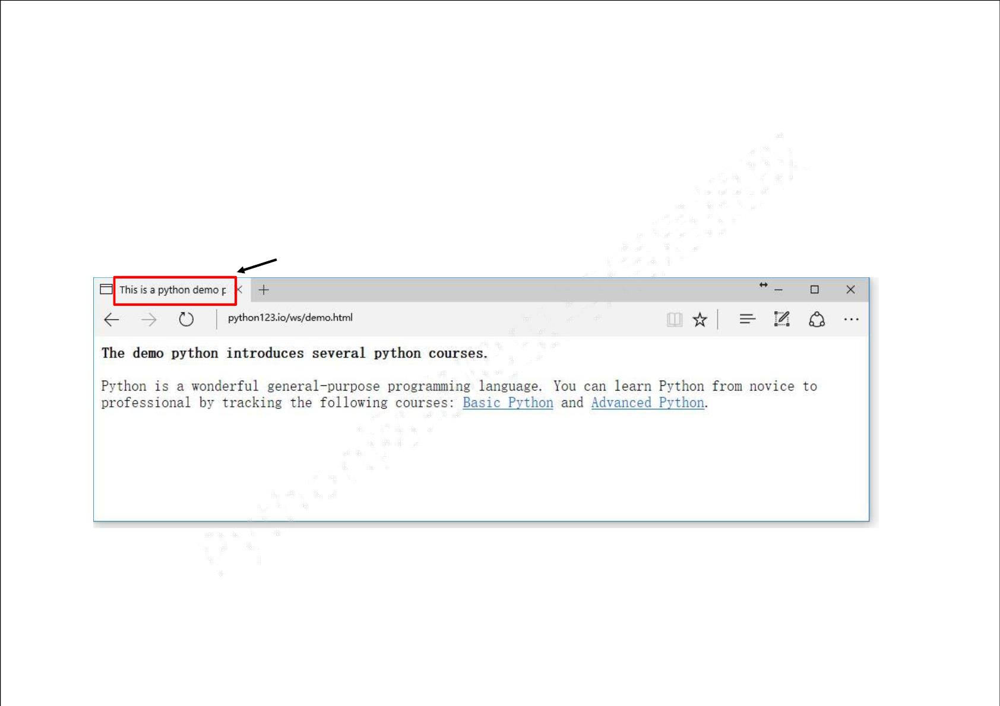 This is a python demo p
python123.io/ws/demo.html
The demo python introduces several python courses.
Python is a wonderful general-purpose programming language. You can learn Python from novice to
professional by tracking the following courses: Basic Python and Advanced Python.